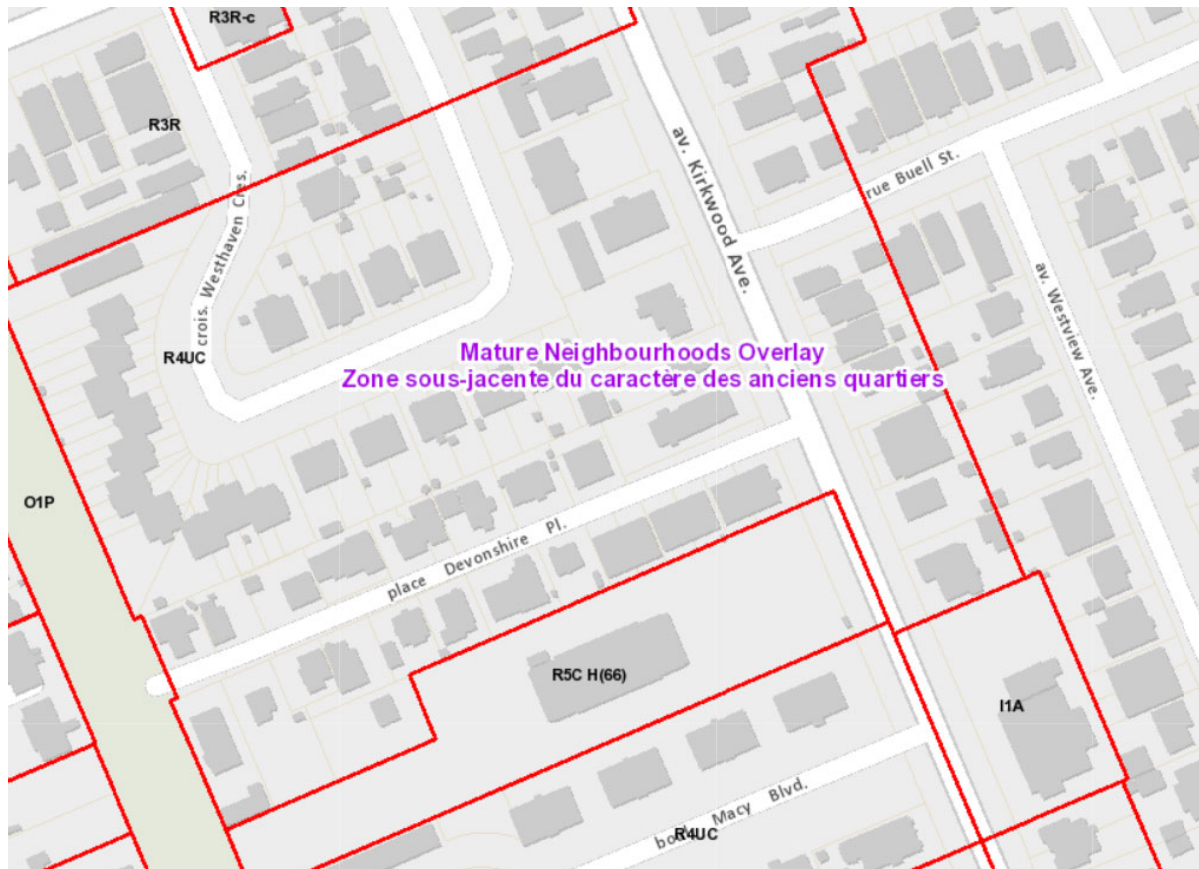 R3R-c
R3R
av. Kirkwood Ave.
rue Buell St.
crois. Westhaven Cres.
av. Westview Ave.
R4UC
Mature Neighbourhoods Overlay
Zone sous-jacente du caractère des anciens quartiers
O1P
place Devonshire Pl.
R5C H(66)
I1A
Macy Blvd.
R4UC